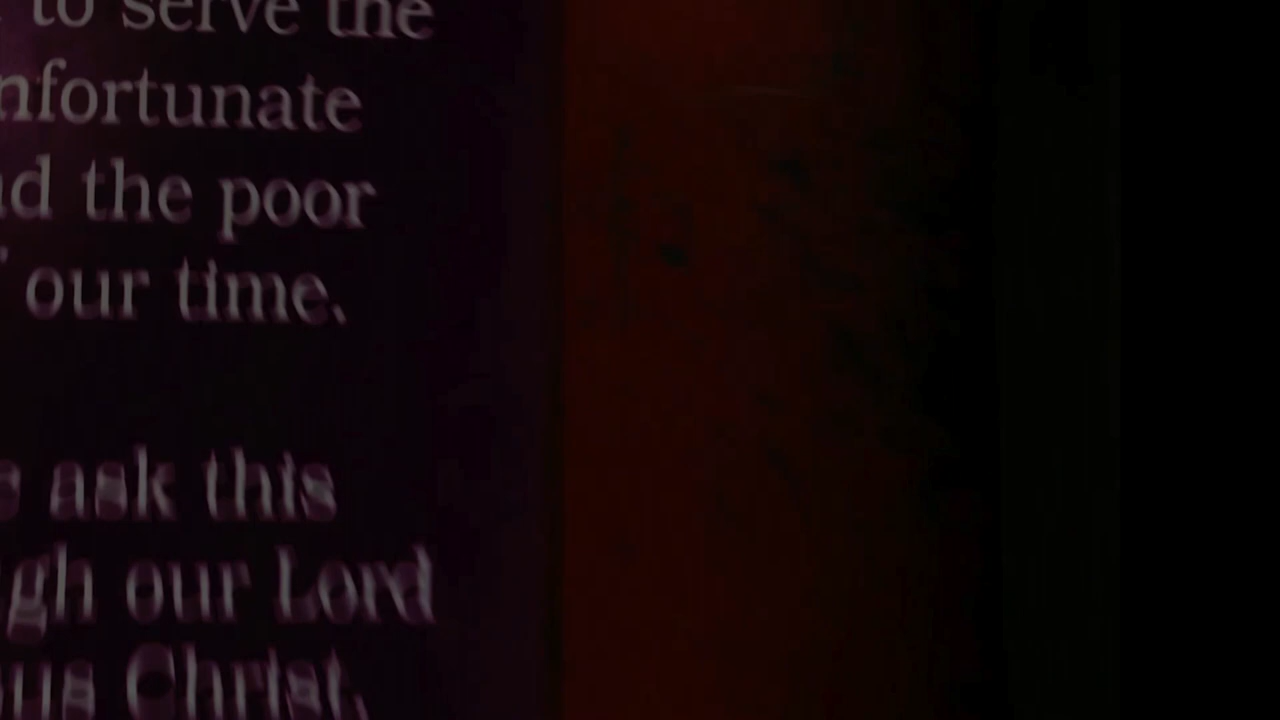 to serve the
nfortunate
d the poor
our time.
e ask this
gh our Lord
us Christ,